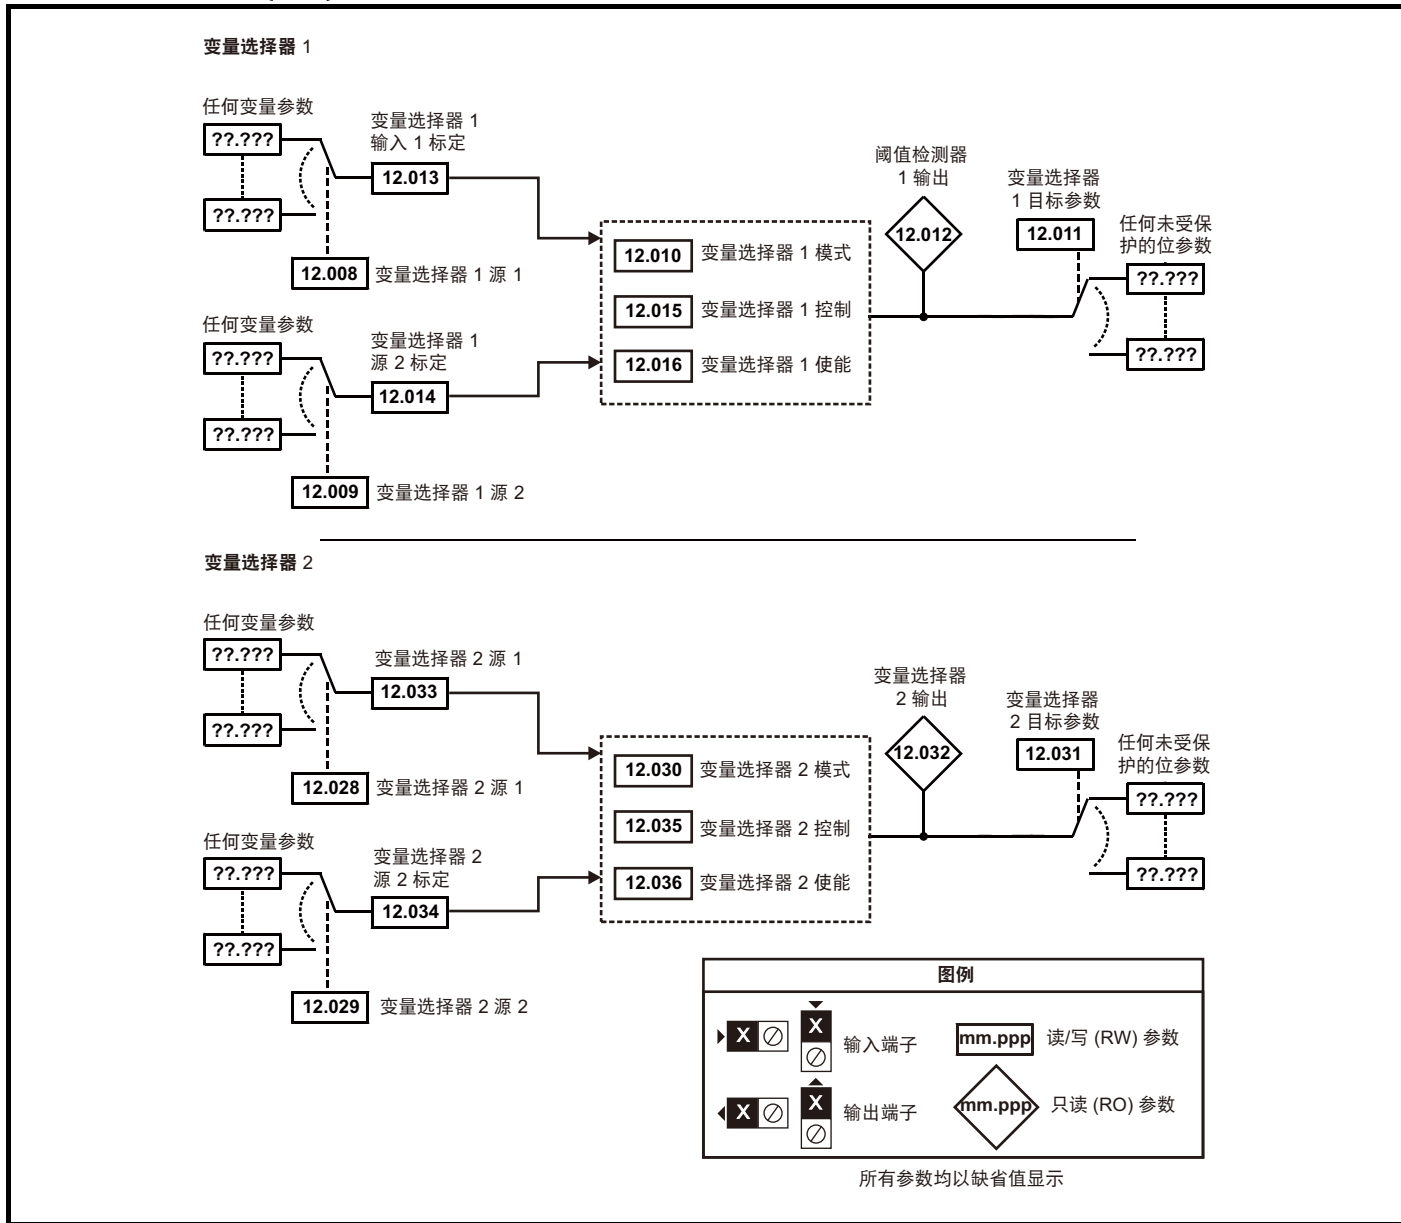 变量选择器 1
任何变量参数
??.???
??.???
变量选择器 1
输入 1 标定
12.013
12.008
变量选择器 1 源 1
任何变量参数
??.???
??.???
变量选择器 1
源 2 标定
12.014
12.009
变量选择器 1 源 2
12.010
变量选择器 1 模式
12.015
变量选择器 1 控制
12.016
变量选择器 1 使能
阈值检测器
1 输出
12.012
变量选择器
1 目标参数
12.011
任何未受保
护的位参数
??.???
??.???
变量选择器 2
任何变量参数
??.???
??.???
变量选择器 2 源 1
12.033
12.028
变量选择器 2 源 1
任何变量参数
??.???
??.???
变量选择器 2
源 2 标定
12.034
12.029
变量选择器 2 源 2
12.030
变量选择器 2 模式
12.035
变量选择器 2 控制
12.036
变量选择器 2 使能
变量选择器
2 输出
12.032
变量选择器
2 目标参数
12.031
任何未受保
护的位参数
??.???
??.???
图例
X
X
输入端子
mm.ppp
读/写 (RW) 参数
X
X
输出端子
mm.ppp
只读 (RO) 参数
所有参数均以缺省值显示